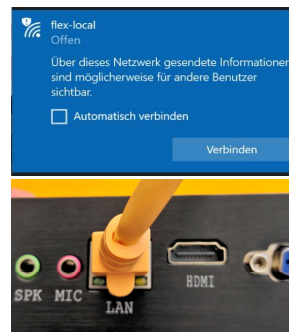 flex-local
Offen
Über dieses Netzwerk gesendete Informationen
sind möglicherweise für andere Benutzer
sichtbar.
Automatisch verbinden
Verbinden
SPK MIC LAN HDMI